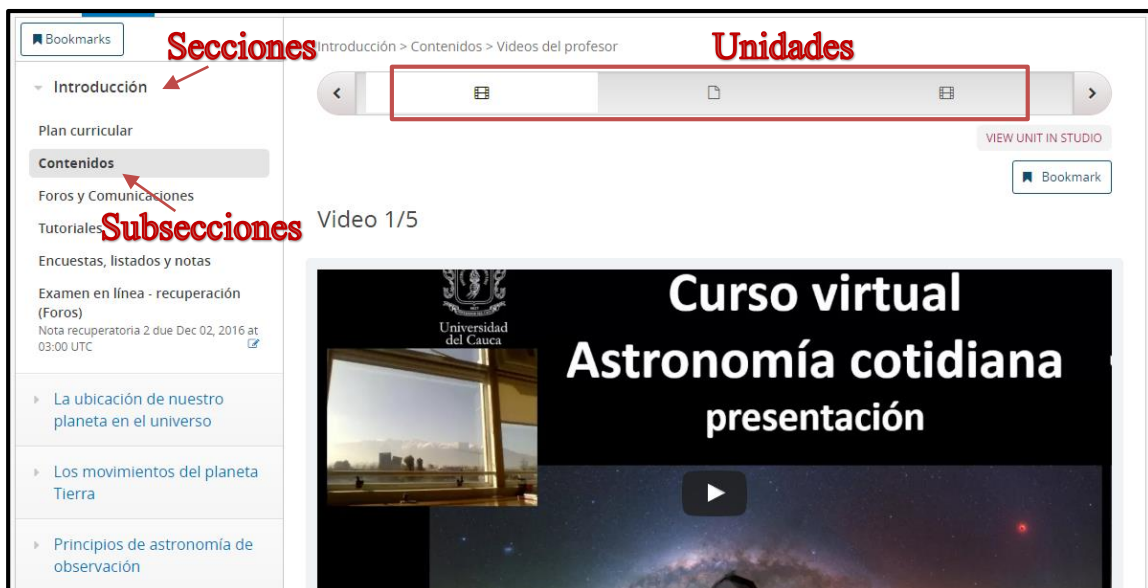 Bookmarks
Secciones
Introducción > Contenidos > Videos del profesor
Unidades
Introducción
Plan curricular
VIEW UNIT IN STUDIO
Contenidos
Bookmark
Foros y Comunicaciones
Tutoriales
Subsecciones
Video 1/5
Encuestas, listados y notas
Examen en línea - recuperación
(Foros)
Nota recuperatoria 2 due Dec 02, 2016 at
03:00 UTC
La ubicación de nuestro
planeta en el universo
Los movimientos del planeta
Tierra
Principios de astronomía de
observación
Universidad
del Cauca
Curso virtual
Astronomía cotidiana
presentación